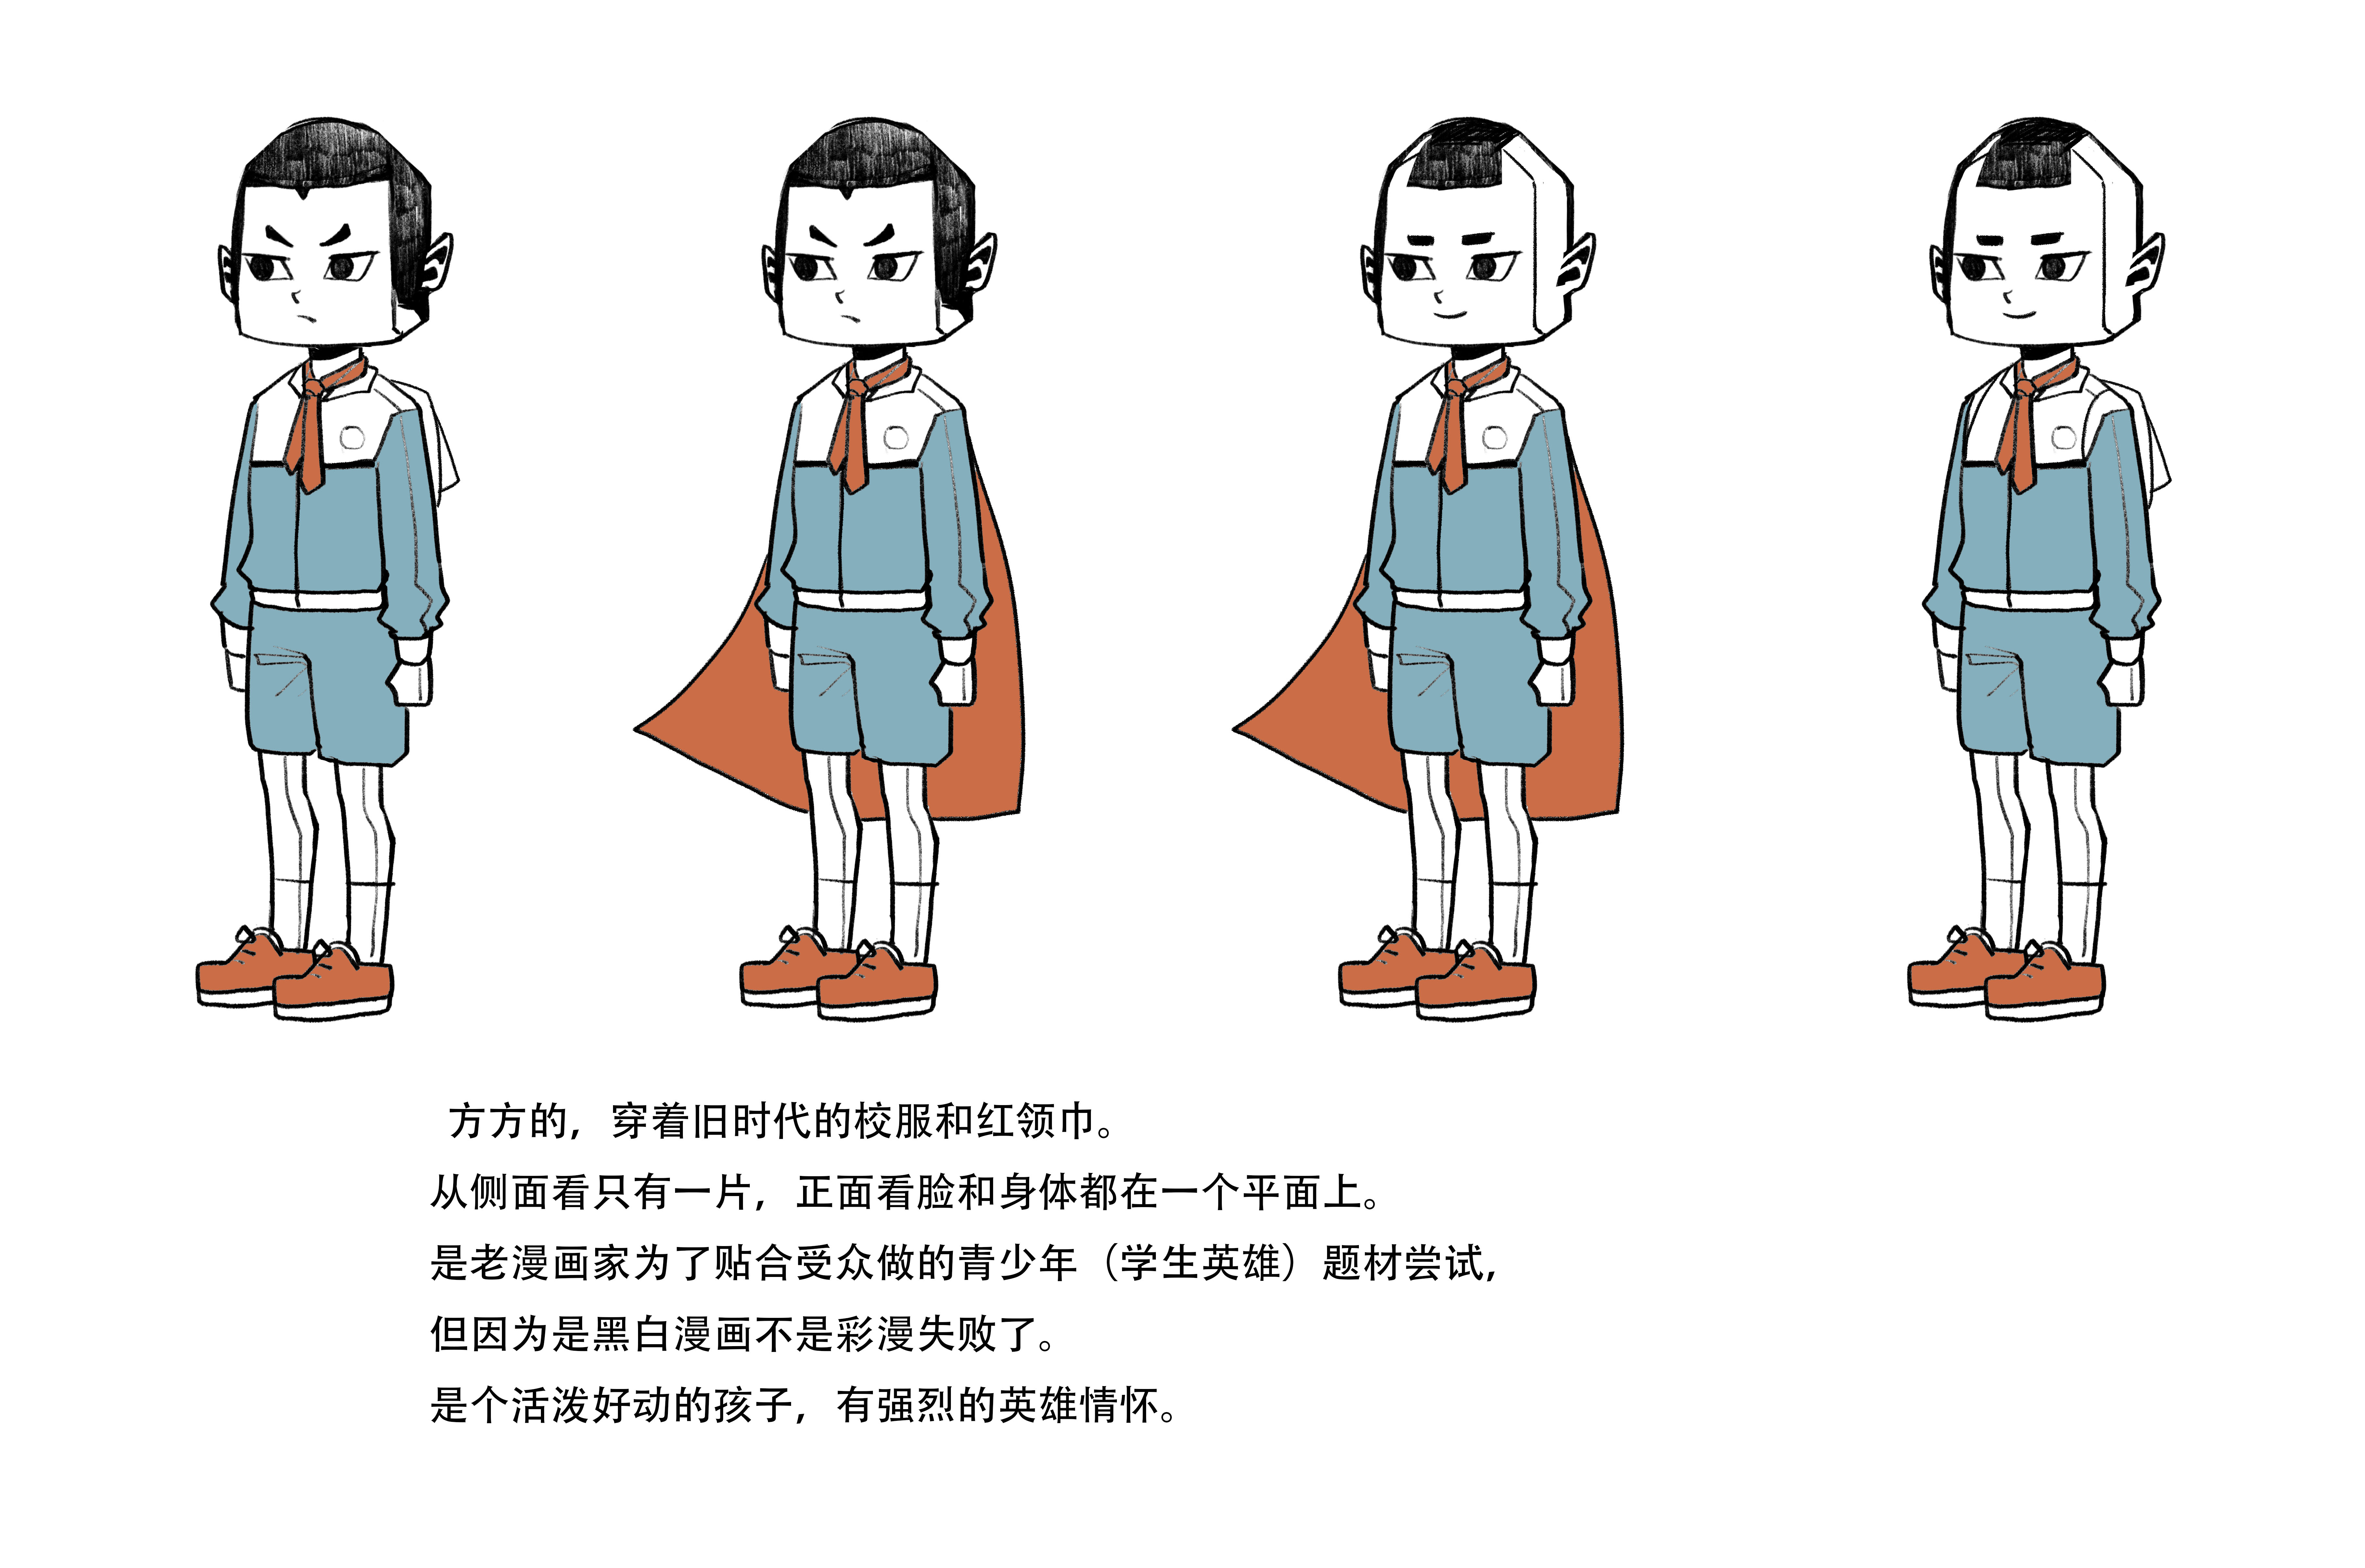 方方的，穿着旧时代的校服和红领巾。
从侧面看只有一片，正面看脸和身体都在一个平面上。
是老漫画家为了贴合受众做的青少年（学生英雄）题材尝试，
但因为是黑白漫画不是彩漫失败了。
是个活泼好动的孩子，有强烈的英雄情怀。